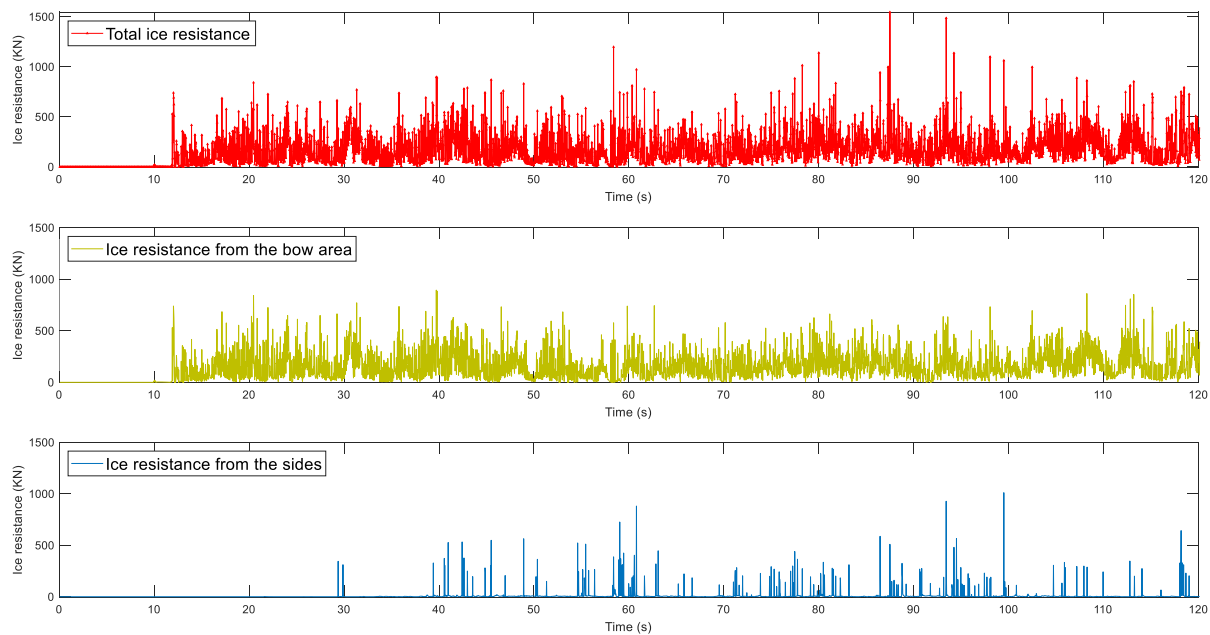 1500
1000
500
0
Ice resistance (KN)
Total ice resistance
0 10 20 30 40 50 60 70 80 90 100 110 120
Time (s)
1500
1000
500
0
Ice resistance (KN)
Ice resistance from the bow area
0 10 20 30 40 50 60 70 80 90 100 110 120
Time (s)
1500
1000
500
0
Ice resistance (KN)
Ice resistance from the sides
0 10 20 30 40 50 60 70 80 90 100 110 120
Time (s)